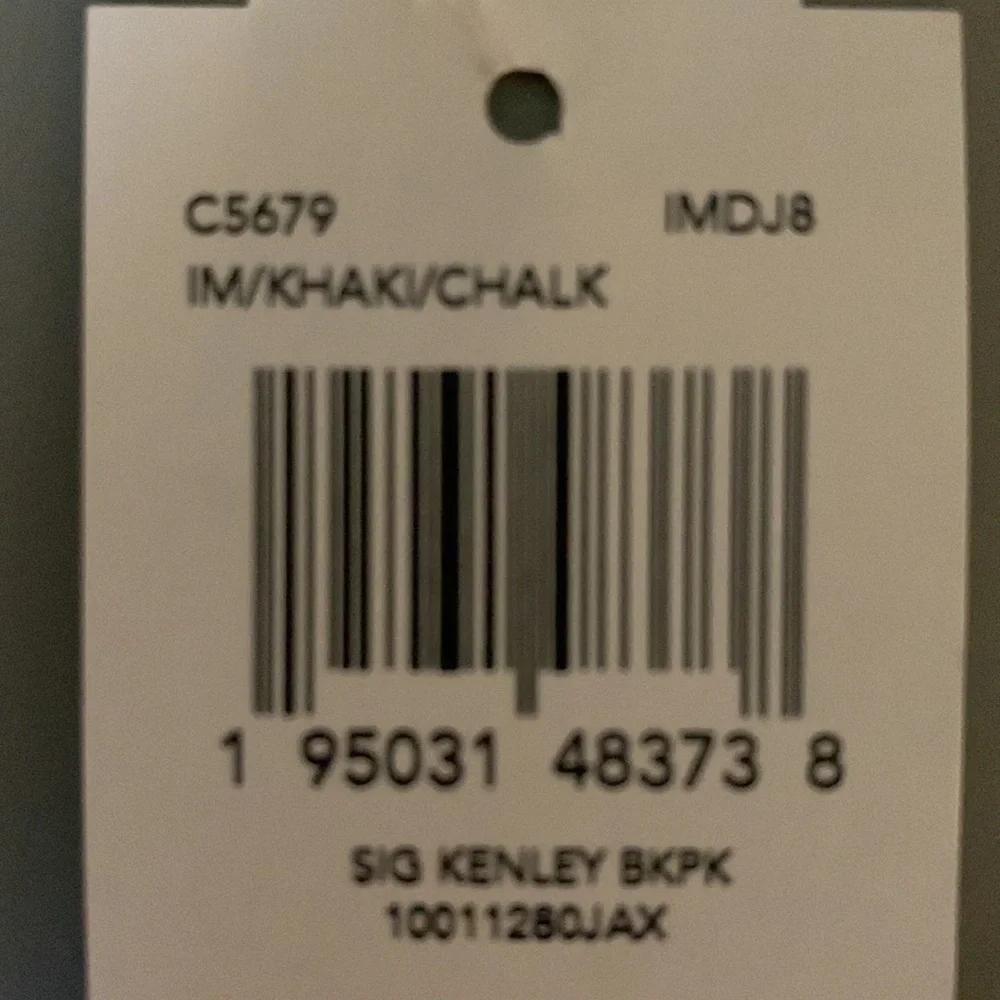 C5679 IMDJ8
IM/KHAKI/CHALK
1 95031 48373 8
SIG KENLEY BKPK
10011280JAX